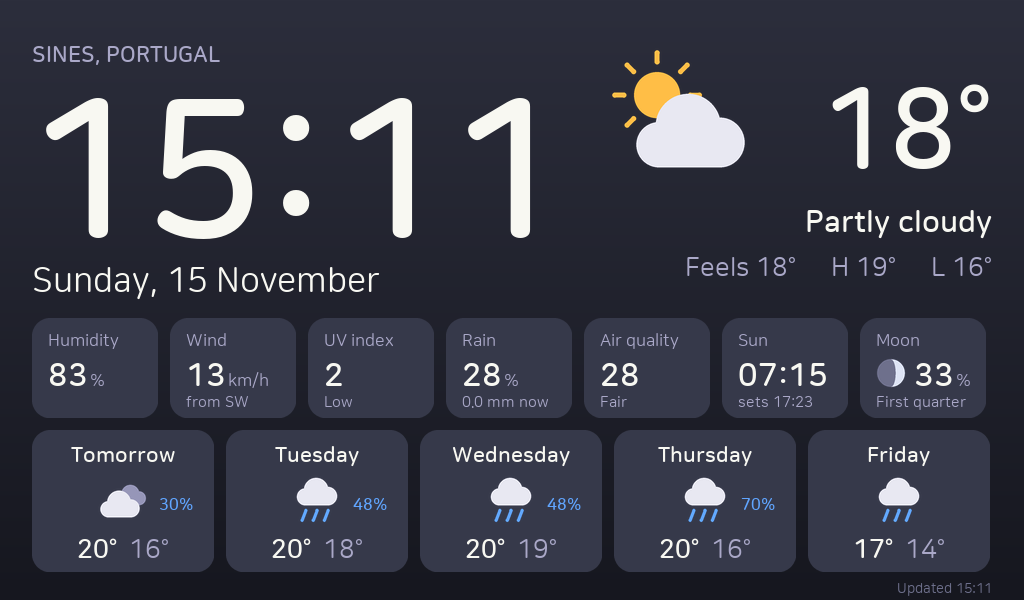 SINES, PORTUGAL
15:11
18°
Partly cloudy
Feels 18° H 19° L 16°
Sunday, 15 November
Humidity
83 %
Wind
13 km/h
from SW
UV index
2
Low
Rain
28 %
0.0 mm now
Air quality
28
Fair
Sun
07:15
sets 17:23
Moon
33 %
First quarter
Tomorrow
30%
20° 16°
Tuesday
48%
20° 18°
Wednesday
48%
20° 19°
Thursday
70%
20° 16°
Friday
17° 14°
Updated 15:11